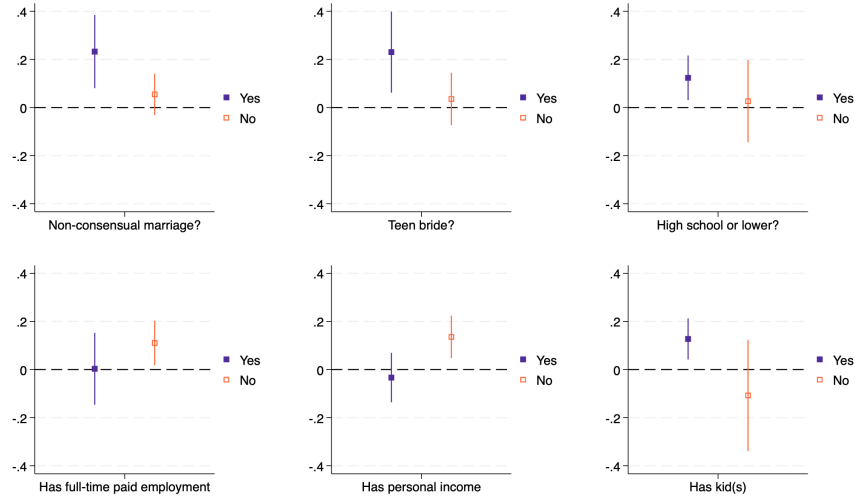 .4
.2
0
-.2
-.4
Yes
No
Non-consensual marriage?
.4
.2
0
-.2
-.4
Yes
No
Teen bride?
.4
.2
0
-.2
-.4
Yes
No
High school or lower?
.4
.2
0
-.2
-.4
Yes
No
Has full-time paid employment
.4
.2
0
-.2
-.4
Yes
No
Has personal income
.4
.2
0
-.2
-.4
Yes
No
Has kid(s)